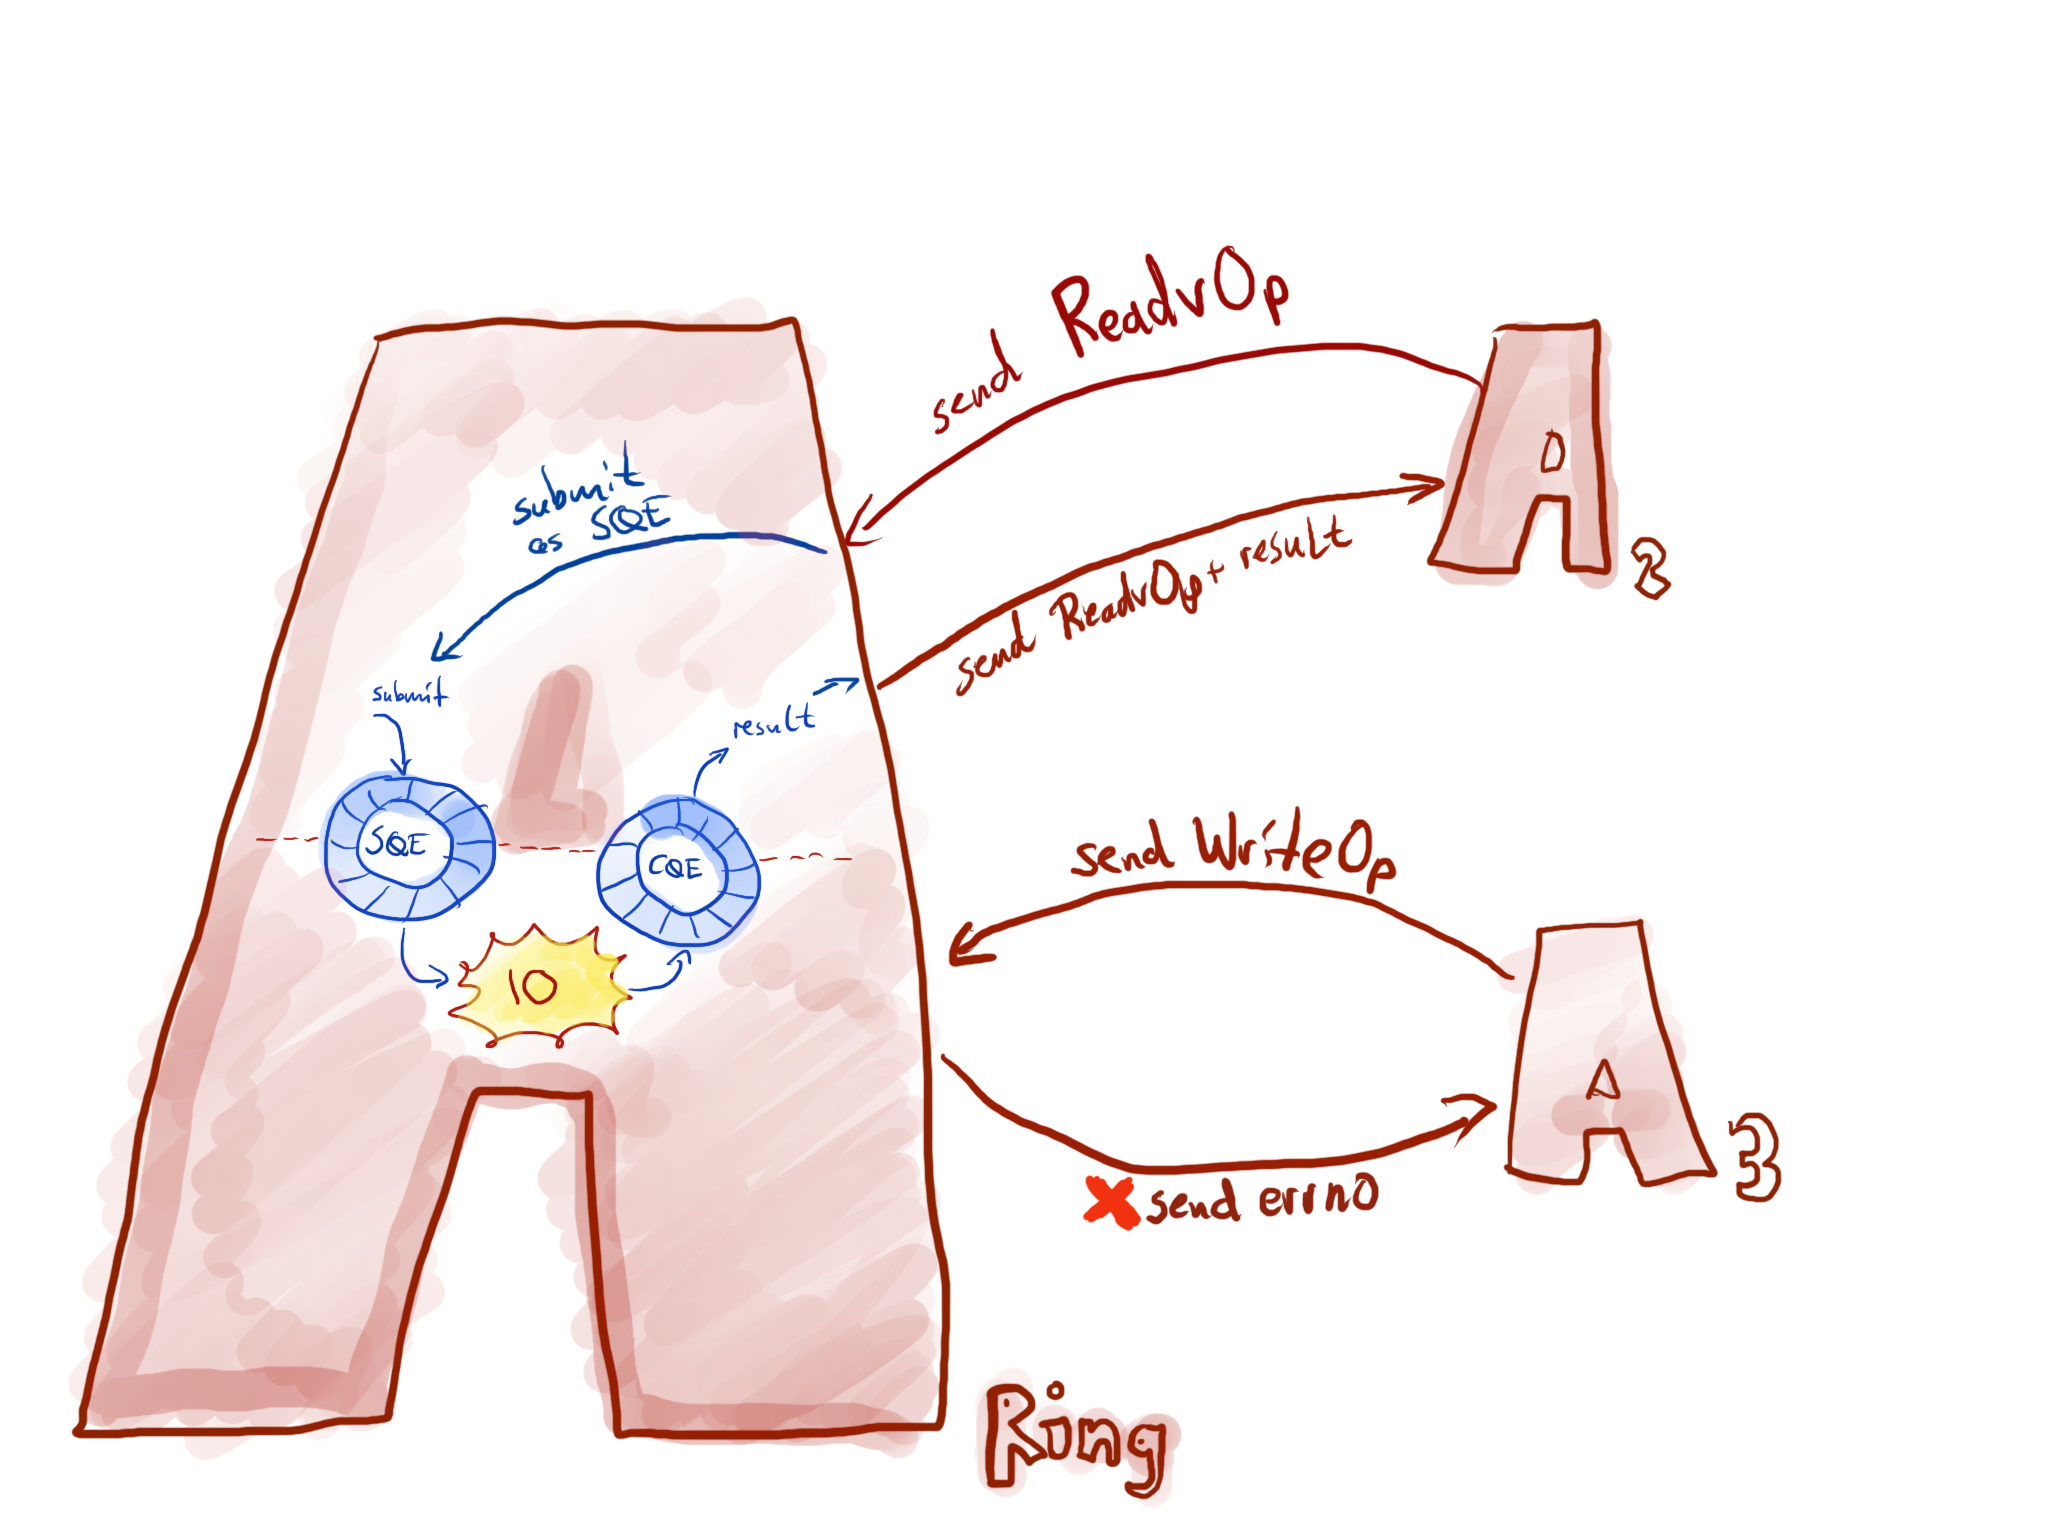 send ReadvOp
submit
as SQE
send ReadvOp + result
2
submit
result
SQE
CQE
IO
send WriteOp
A
3
send errno
Ring